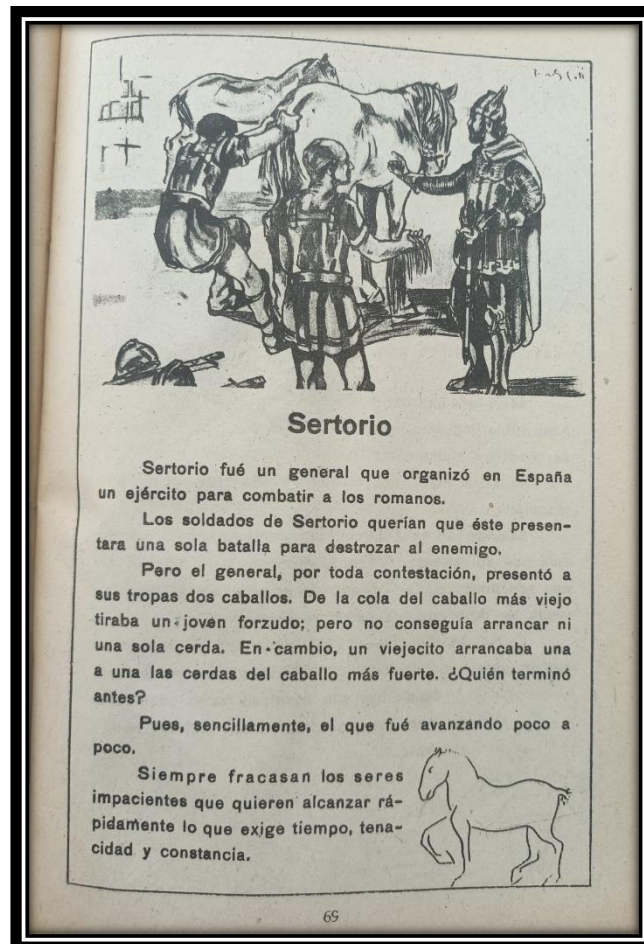 Sertorio
Sertorio fué un general que organizó en España
un ejército para combatir a los romanos.
Los soldados de Sertorio querían que éste presen-
tara una sola batalla para destrozar al enemigo.
Pero el general, por toda contestación, presentó a
sus tropas dos caballos. De la cola del caballo más viejo
tiraba un joven forzudo; pero no conseguía arrancar ni
una sola cerda. En cambio, un viejecito arrancaba una
a una las cerdas del caballo más fuerte. ¿Quién terminó
antes?
Pues, sencillamente, el que fué avanzando poco a
poco.
Siempre fracasan los seres
impacientes que quieren alcanzar rá-
pidamente lo que exige tiempo, tena-
cidad y constancia.
69